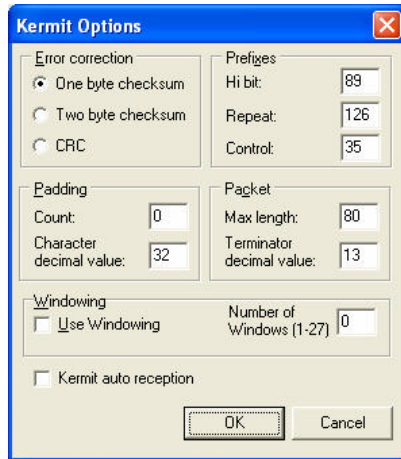 Kermit Options
Error correction
One byte checksum
Two byte checksum
CRC
Prefixes
Hi bit: 89
Repeat: 126
Control: 35
Padding
Count: 0
Character
decimal value: 32
Packet
Max length: 80
Terminator
decimal value: 13
Windowing
Use Windowing
Number of
Windows (1-27) 0
Kermit auto reception
OK
Cancel